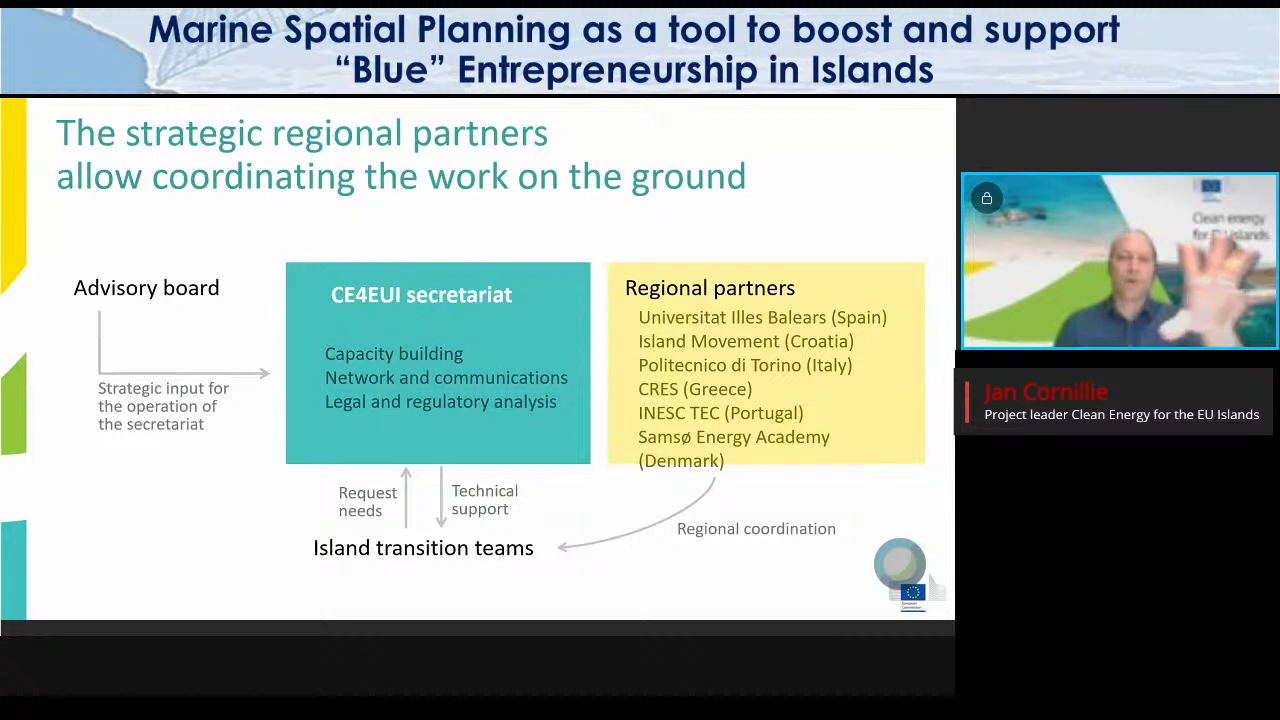 Marine Spatial Planning as a tool to boost and support
“Blue” Entrepreneurship in Islands
The strategic regional partners
allow coordinating the work on the ground
Advisory board
Strategic input for
the operation of
the secretariat
CE4EUI secretariat
Capacity building
Network and communications
Legal and regulatory analysis
Regional partners
Universitat Illes Balears (Spain)
Island Movement (Croatia)
Politecnico di Torino (Italy)
CRES (Greece)
INESC TEC (Portugal)
Samsø Energy Academy
(Denmark)
Request
needs
Technical
support
Island transition teams
Regional coordination
European
Commission
Clean energy
for EU islands
Jan Cornillie
Project leader Clean Energy for the EU Islands